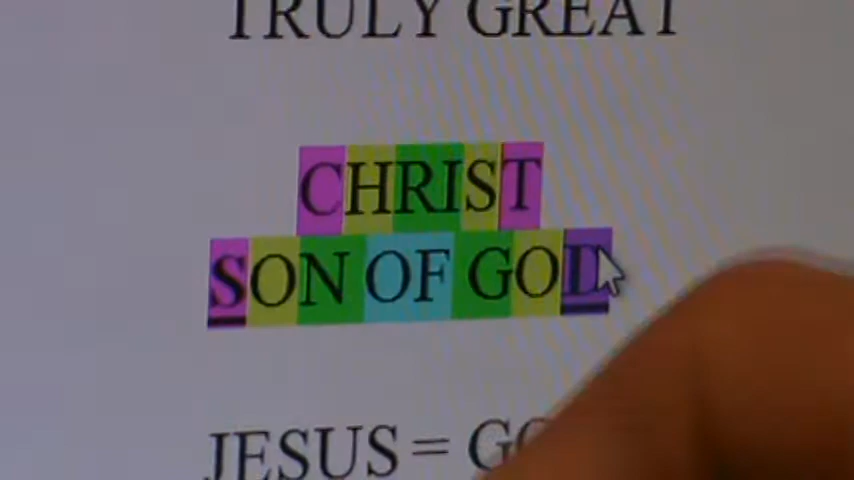 TRULY GREAT
CHRIST
SON OF GOD
JESUS =